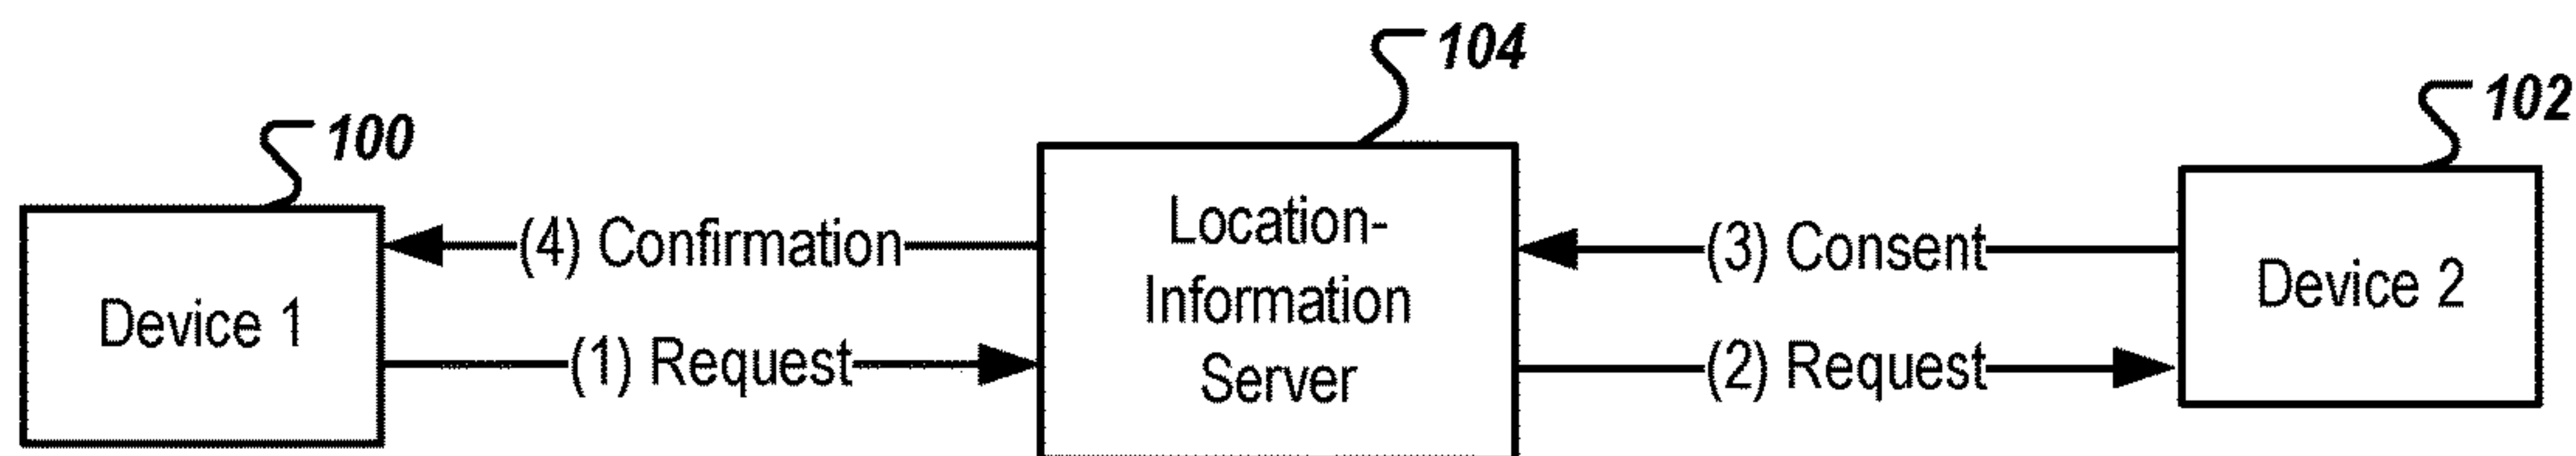 104
102
100
Location-
Information
Server
(4) Confirmation
(3) Consent
Device 1
Device 2
(1) Request
(2) Request